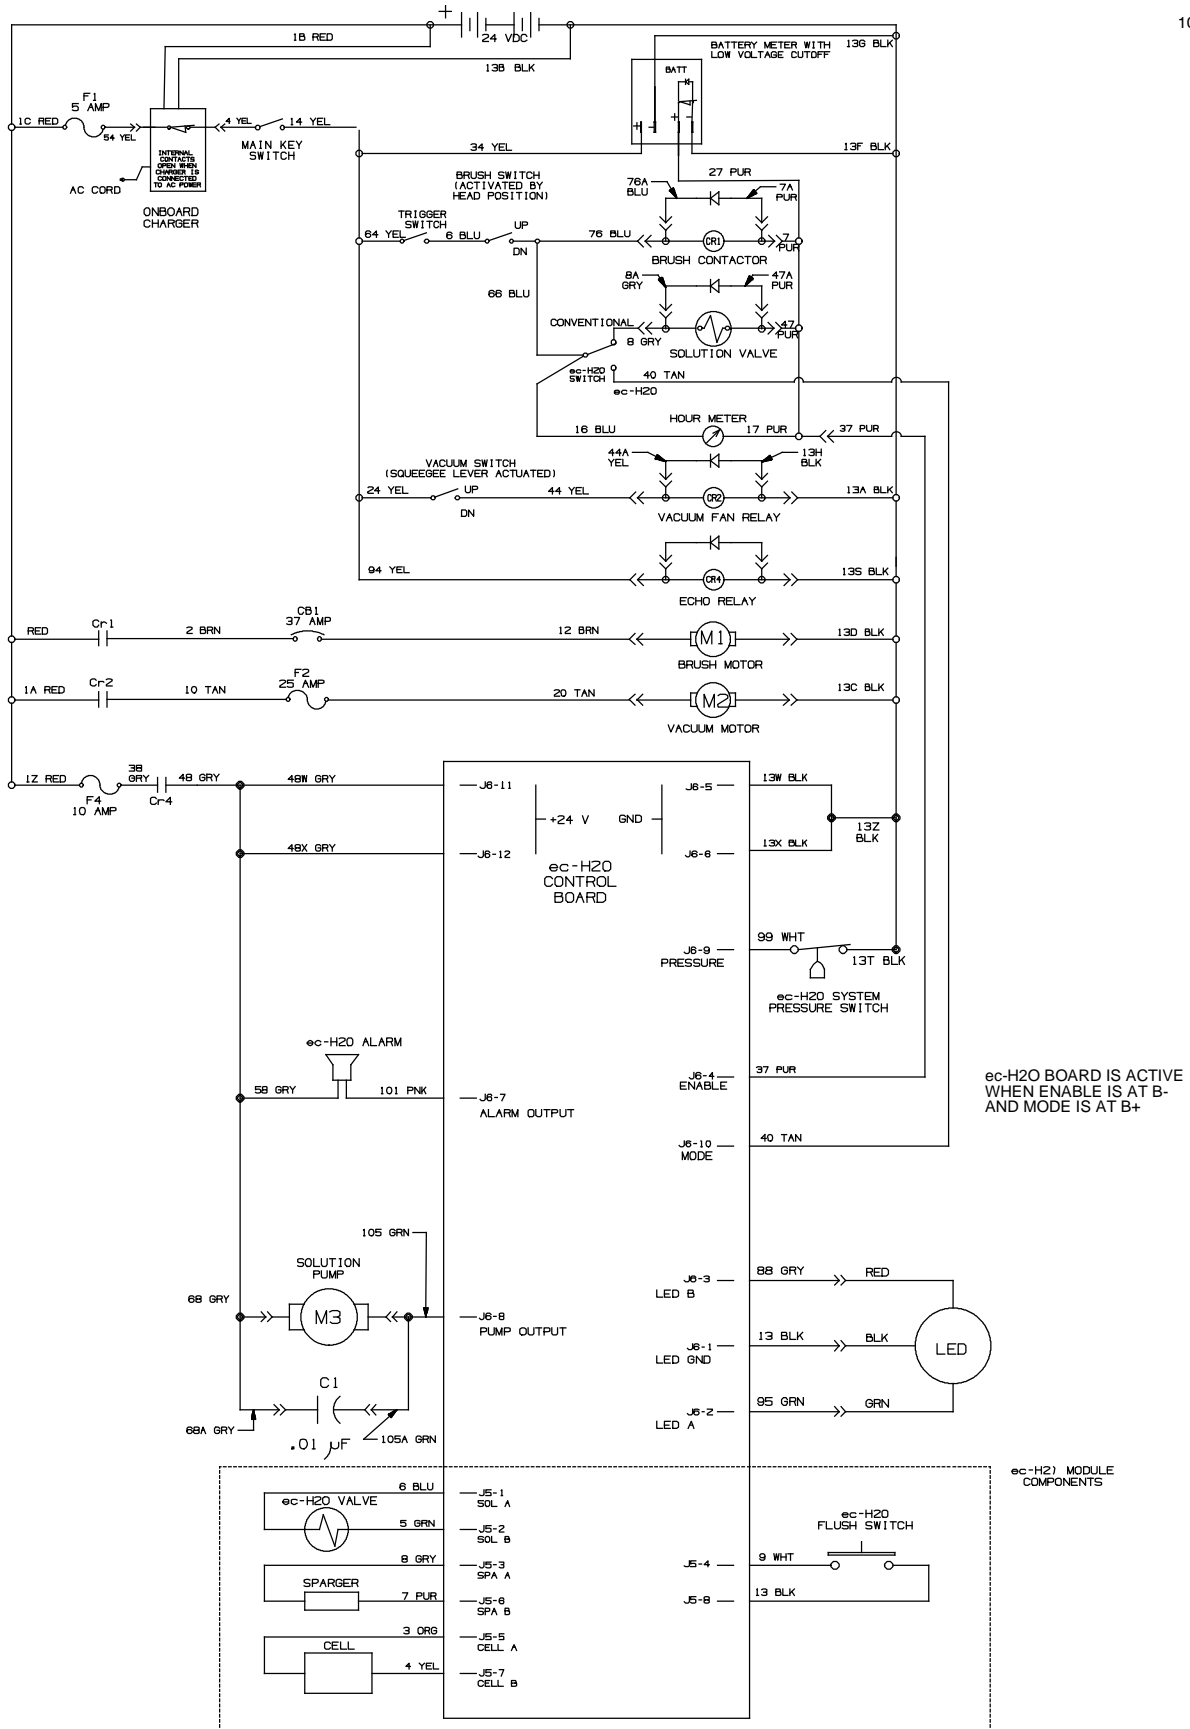 10
+
1B RED
24 VDC
13B BLK
BATTERY METER WITH
LOW VOLTAGE CUTOFF
13G BLK
BATT
+ -
+ -
F1
5 AMP
1C RED
54 YEL
4 YEL
14 YEL
MAIN KEY
SWITCH
INTERNAL
CONTACTS
OPEN WHEN
CHARGER IS
CONNECTED
TO AC POWER
AC CORD
ONBOARD
CHARGER
34 YEL
13F BLK
27 PUR
BRUSH SWITCH
(ACTIVATED BY
HEAD POSITION)
76A
BLU
7A
PUR
TRIGGER
SWITCH
UP
64 YEL
6 BLU
DN
76 BLU
CR1
7
PUR
BRUSH CONTACTOR
8A
GRY
47A
PUR
66 BLU
CONVENTIONAL
8 GRY
47
PUR
SOLUTION VALVE
ec-H2O
SWITCH
40 TAN
ec-H2O
HOUR METER
16 BLU
17 PUR
37 PUR
VACUUM SWITCH
(SQUEEGEE LEVER ACTUATED)
44A
YEL
13H
BLK
24 YEL
UP
DN
44 YEL
CR2
13A BLK
VACUUM FAN RELAY
94 YEL
CR4
13S BLK
ECHO RELAY
RED
Cr1
2 BRN
CB1
37 AMP
12 BRN
M1
13D BLK
BRUSH MOTOR
1A RED
Cr2
10 TAN
F2
25 AMP
20 TAN
M2
13C BLK
VACUUM MOTOR
1Z RED
F4
10 AMP
38
GRY
Cr4
48 GRY
48W GRY
J6-11
+24 V
GND
J6-5
13W BLK
13Z
BLK
48X GRY
J6-12
J6-6
13X BLK
ec-H2O
CONTROL
BOARD
J6-9
PRESSURE
99 WHT
13T BLK
ec-H2O SYSTEM
PRESSURE SWITCH
ec-H2O ALARM
58 GRY
101 PNK
J6-7
ALARM OUTPUT
J6-4
ENABLE
37 PUR
ec-H2O BOARD IS ACTIVE
WHEN ENABLE IS AT B-
AND MODE IS AT B+
J6-10
MODE
40 TAN
105 GRN
SOLUTION
PUMP
68 GRY
M3
J6-8
PUMP OUTPUT
C1
68A GRY
.01 µF
105A GRN
J6-3
LED B
88 GRY
RED
J6-1
LED GND
13 BLK
BLK
LED
J6-2
LED A
95 GRN
GRN
ec-H2) MODULE
COMPONENTS
6 BLU
J5-1
SOL A
ec-H2O VALVE
5 GRN
J5-2
SOL B
8 GRY
J5-3
SPA A
SPARGER
7 PUR
J5-6
SPA B
3 ORG
J5-5
CELL A
CELL
4 YEL
J5-7
CELL B
ec-H2O
FLUSH SWITCH
J5-4
9 WHT
J5-8
13 BLK